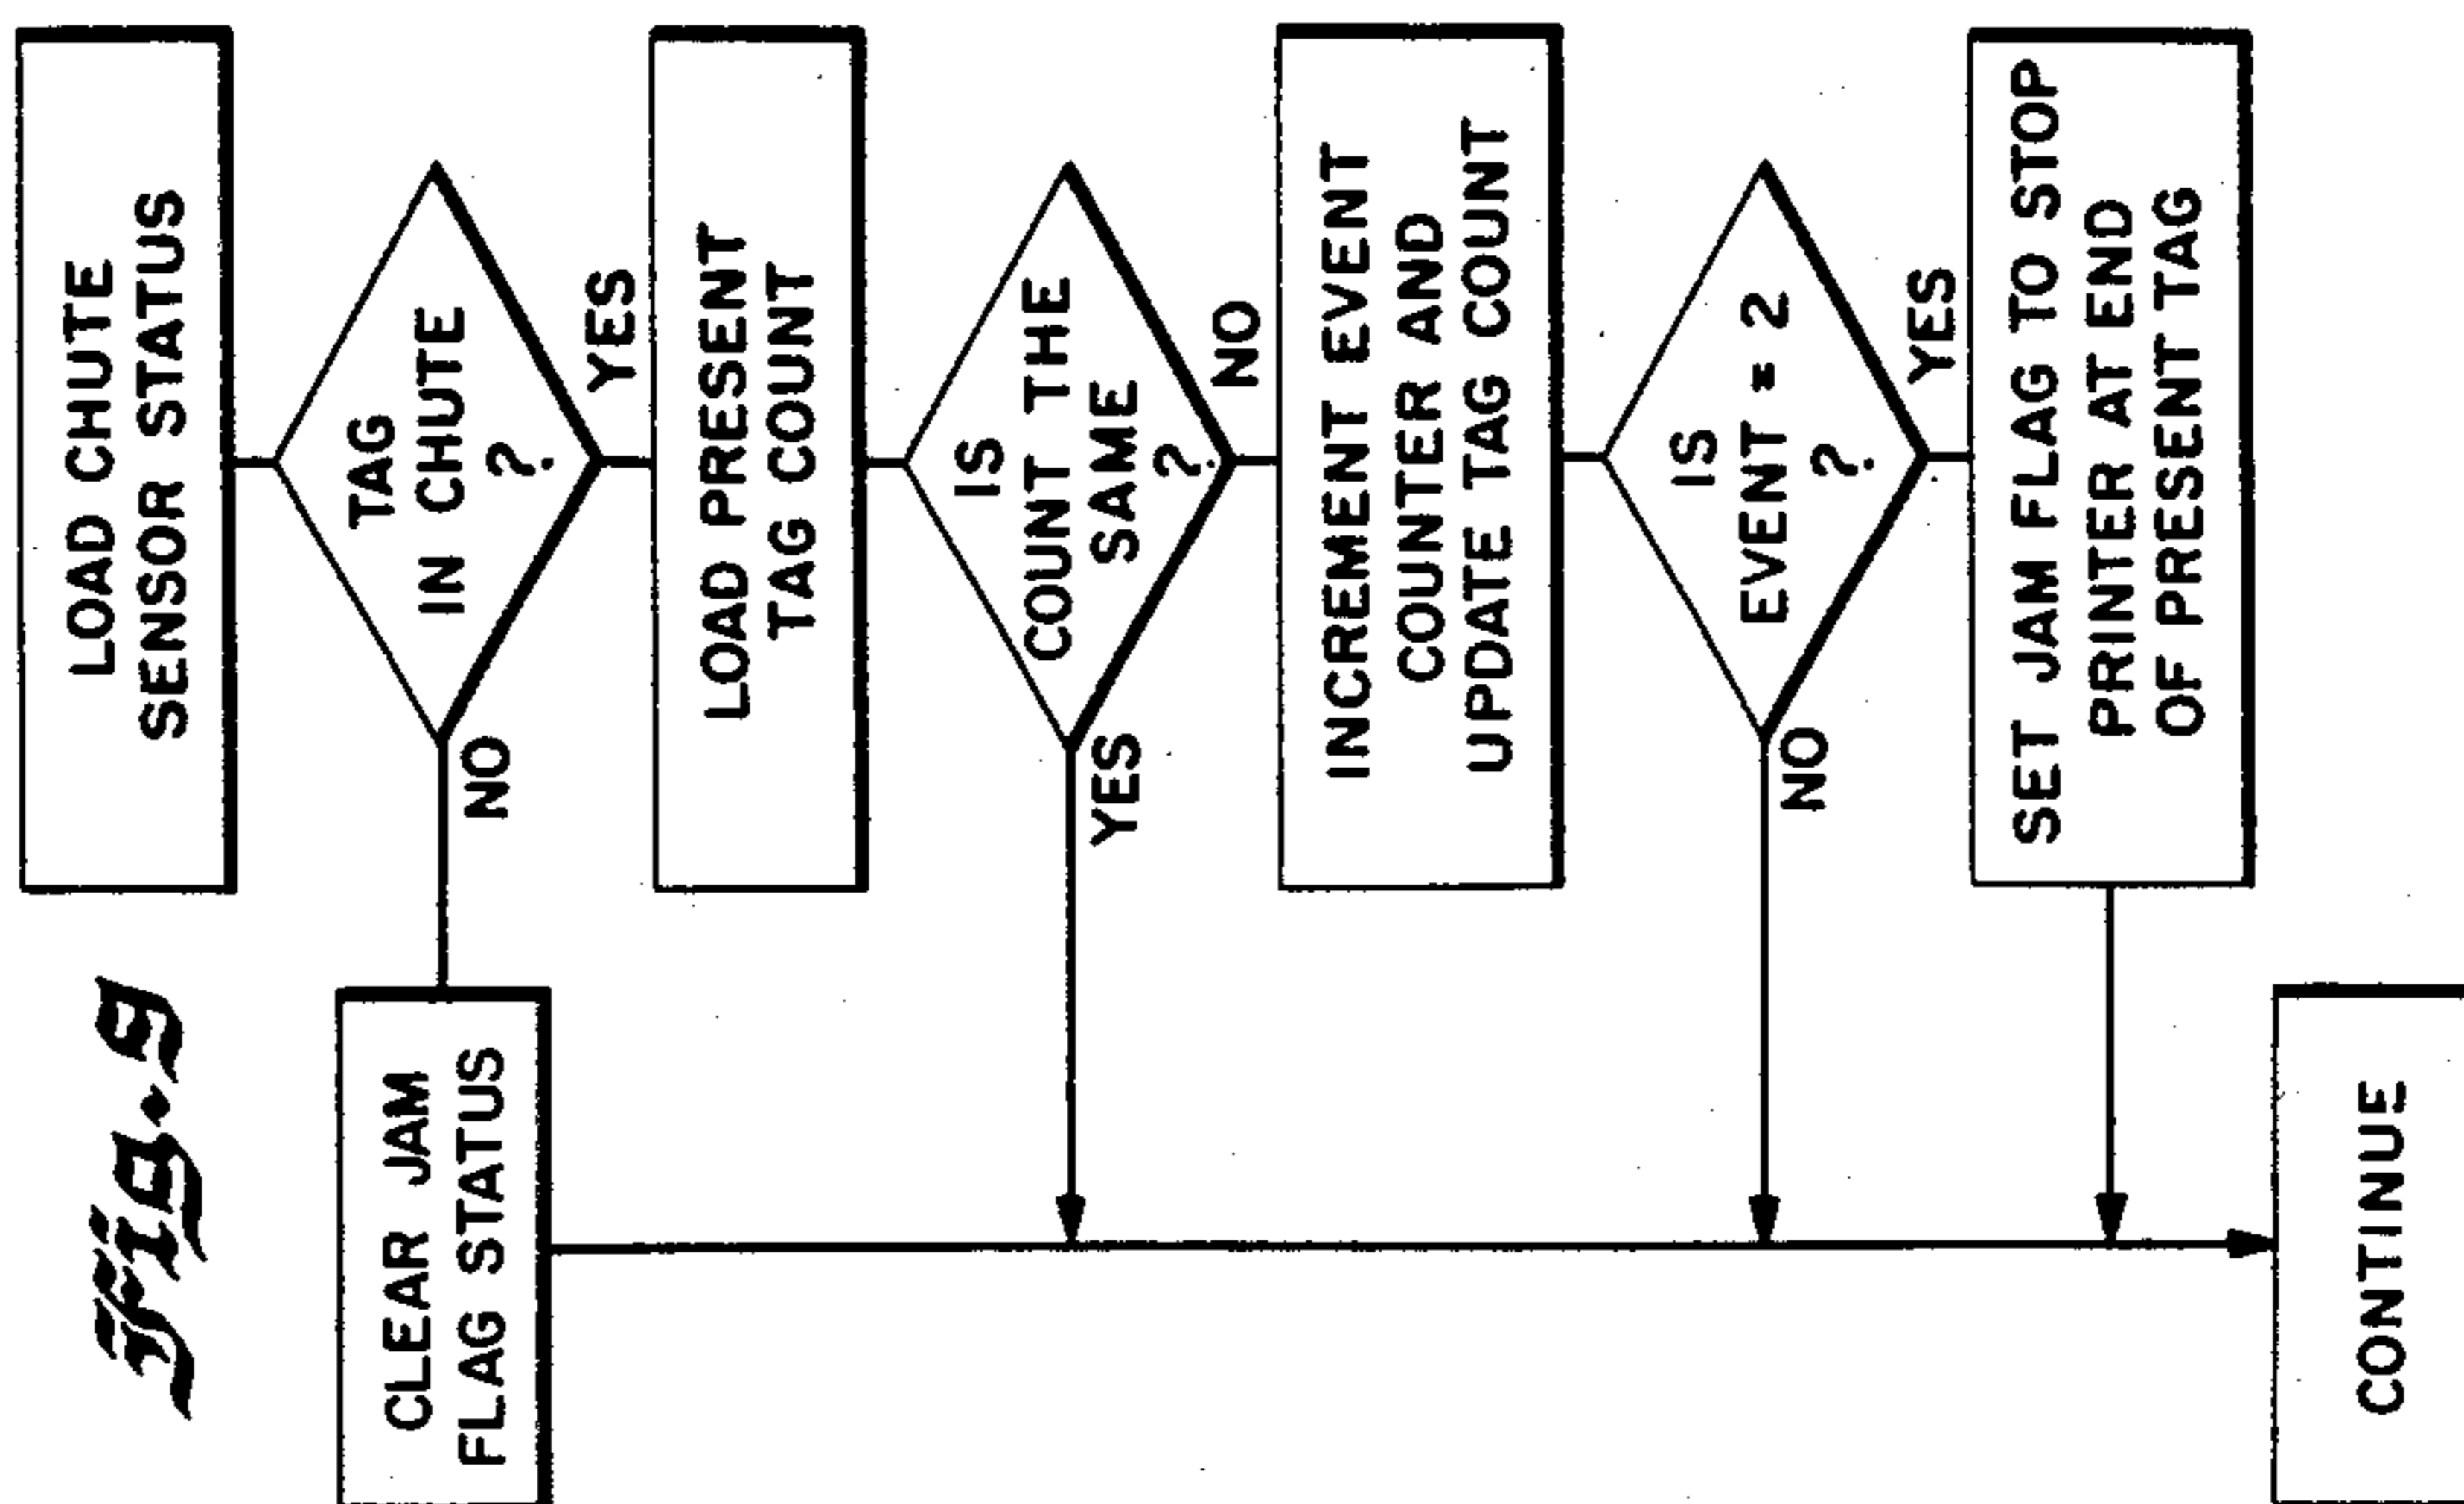 Fig. 9
LOAD CHUTE
SENSOR STATUS
TAG
IN CHUTE
?
NO
YES
CLEAR JAM
FLAG STATUS
LOAD PRESENT
TAG COUNT
IS
COUNT THE
SAME
?
YES
NO
INCREMENT EVENT
COUNTER AND
UPDATE TAG COUNT
IS
EVENT = 2
?
NO
YES
SET JAM FLAG TO STOP
PRINTER AT END
OF PRESENT TAG
CONTINUE